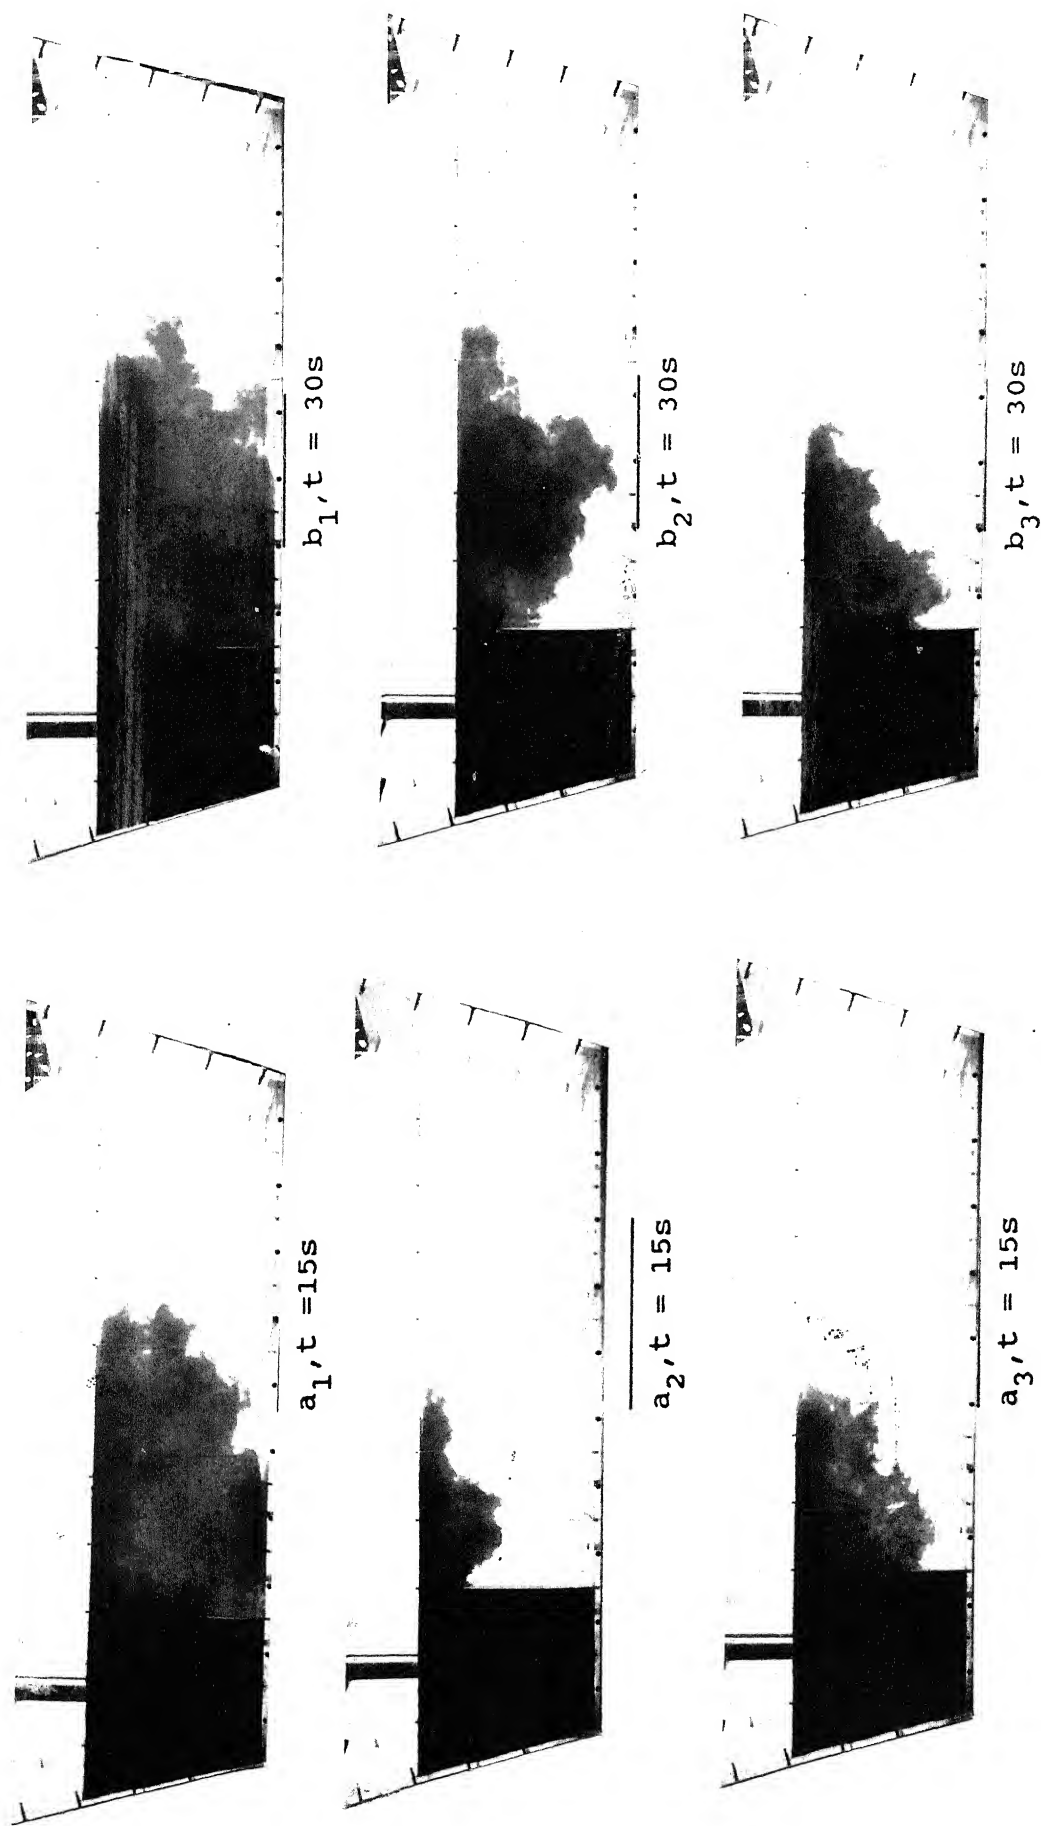 b₁, t = 30s
b₂, t = 30s
b₃, t = 30s
a₁, t =15s
a₂, t = 15s
a₃, t = 15s